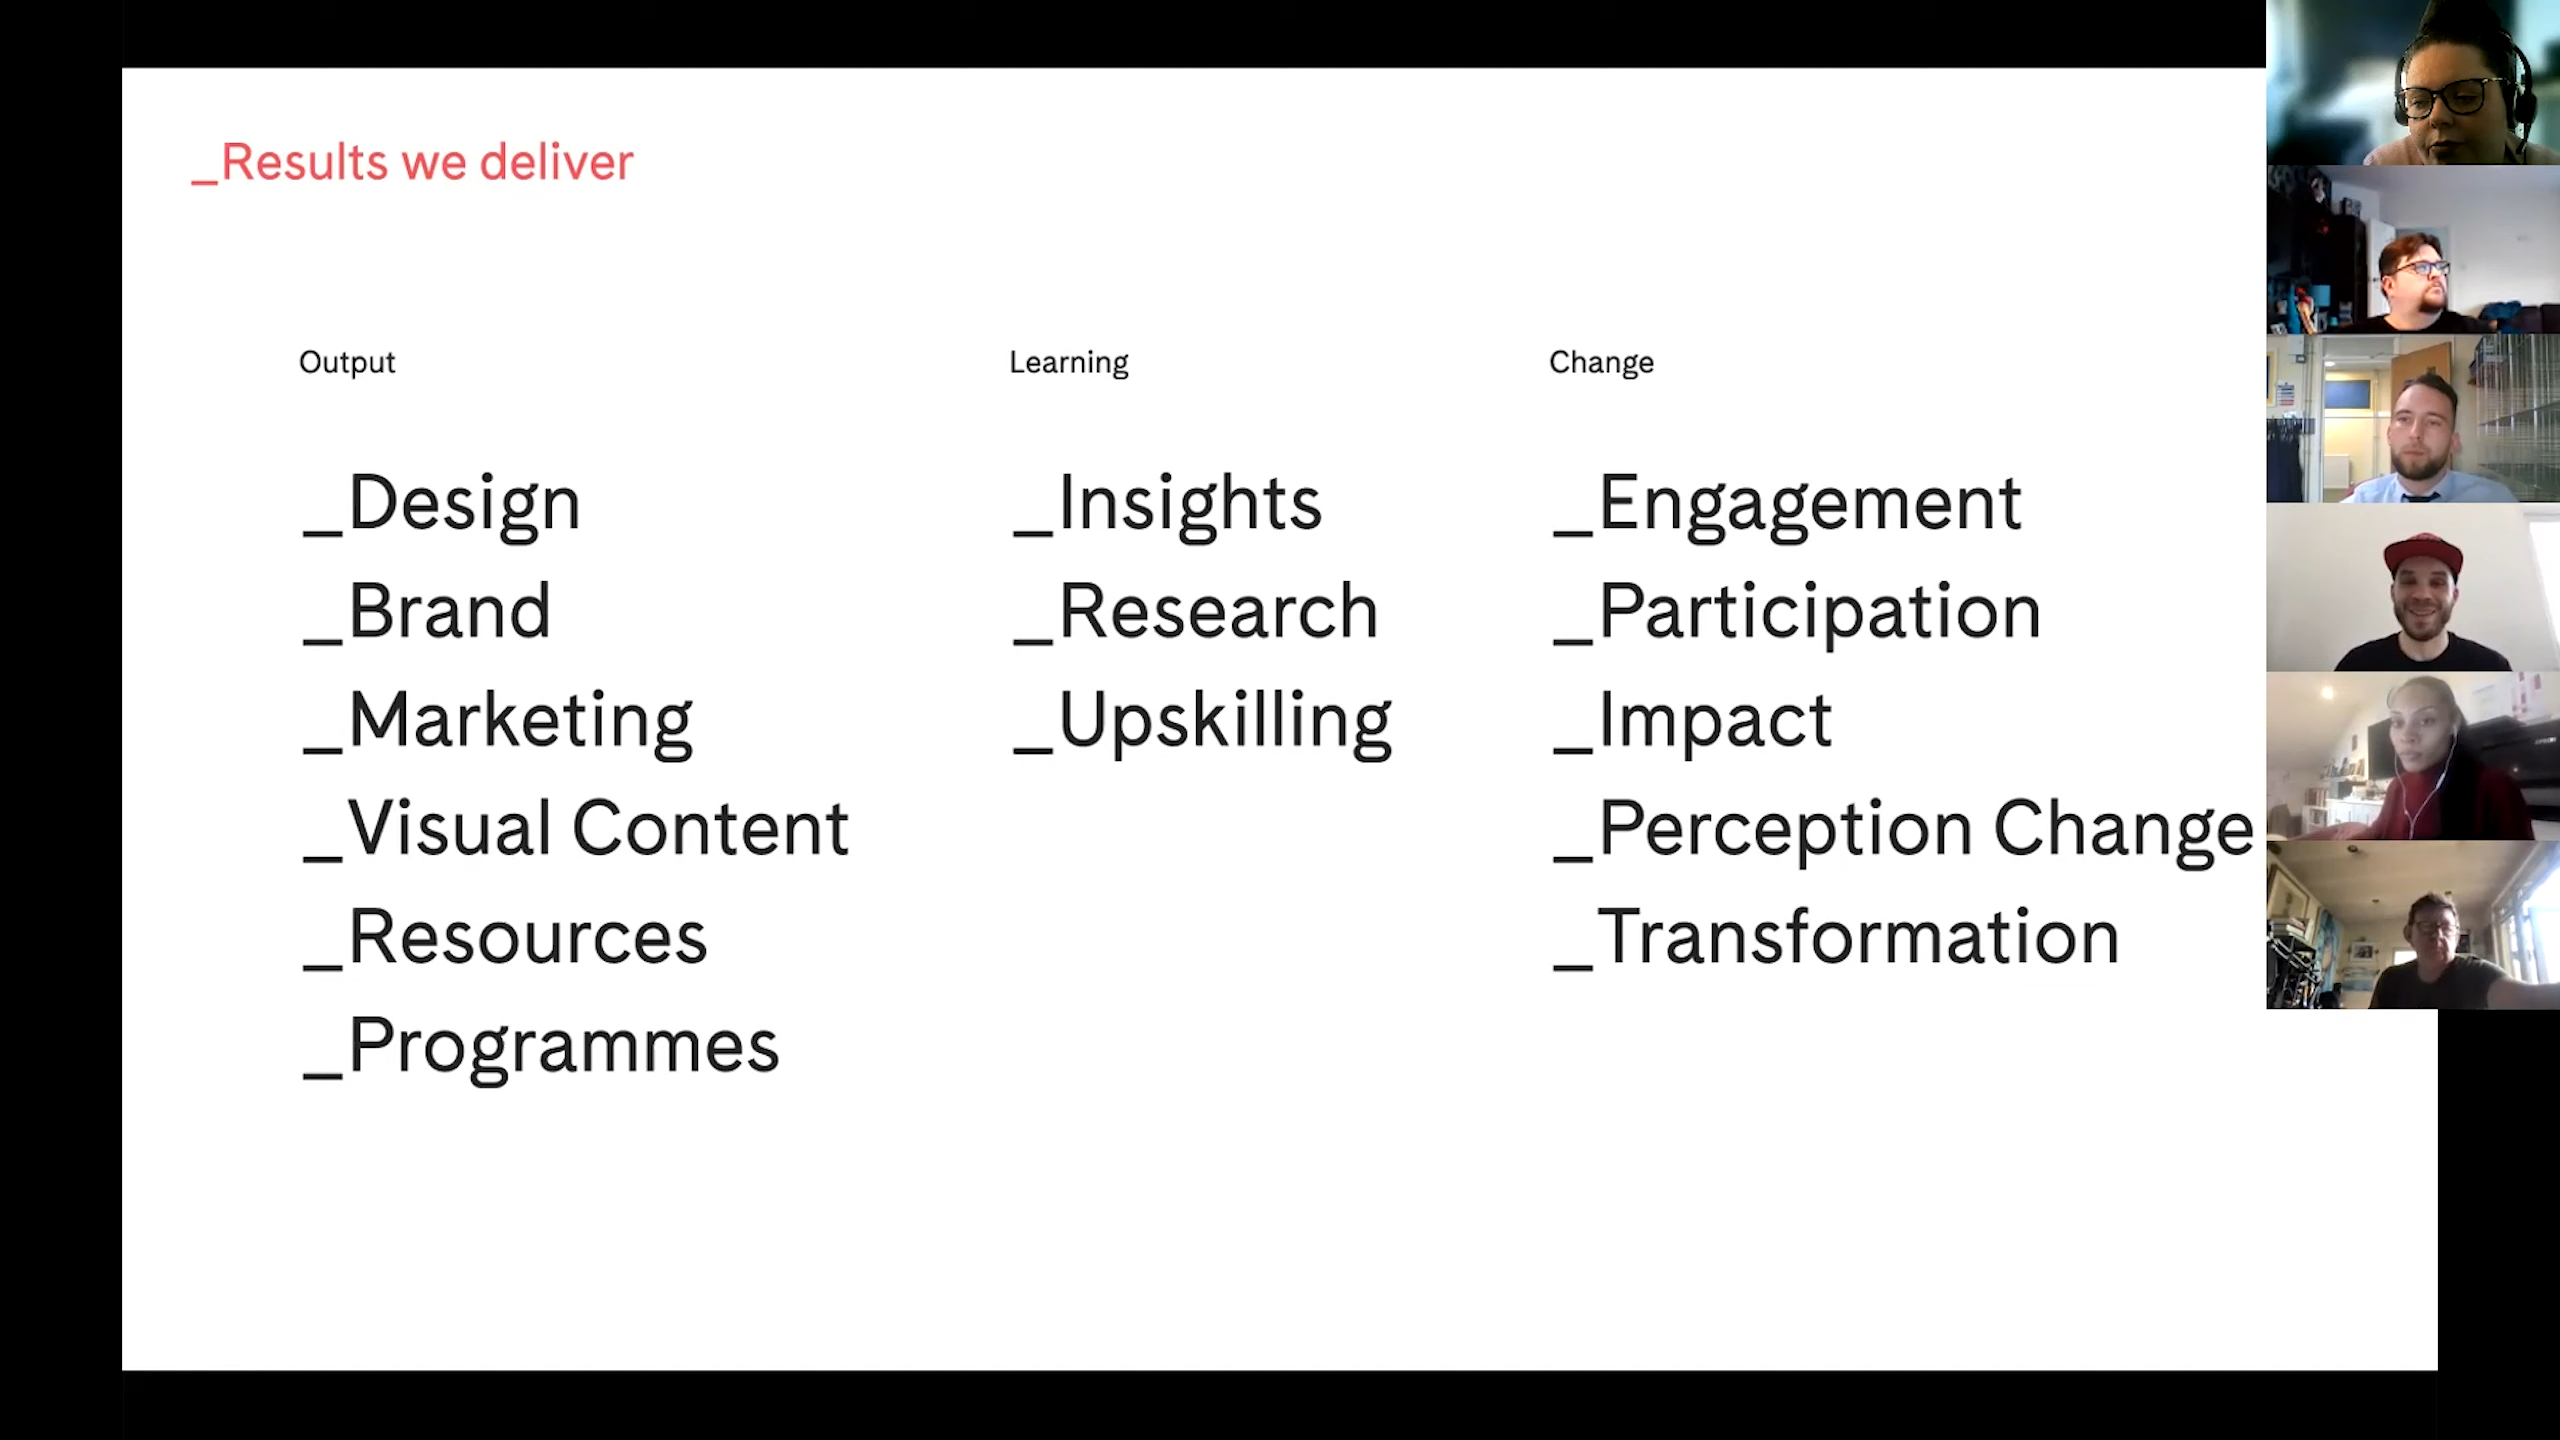 _Results we deliver
Output
_Design
_Brand
_Marketing
_Visual Content
_Resources
_Programmes
Learning
_Insights
_Research
_Upskilling
Change
_Engagement
_Participation
_Impact
_Perception Change
_Transformation